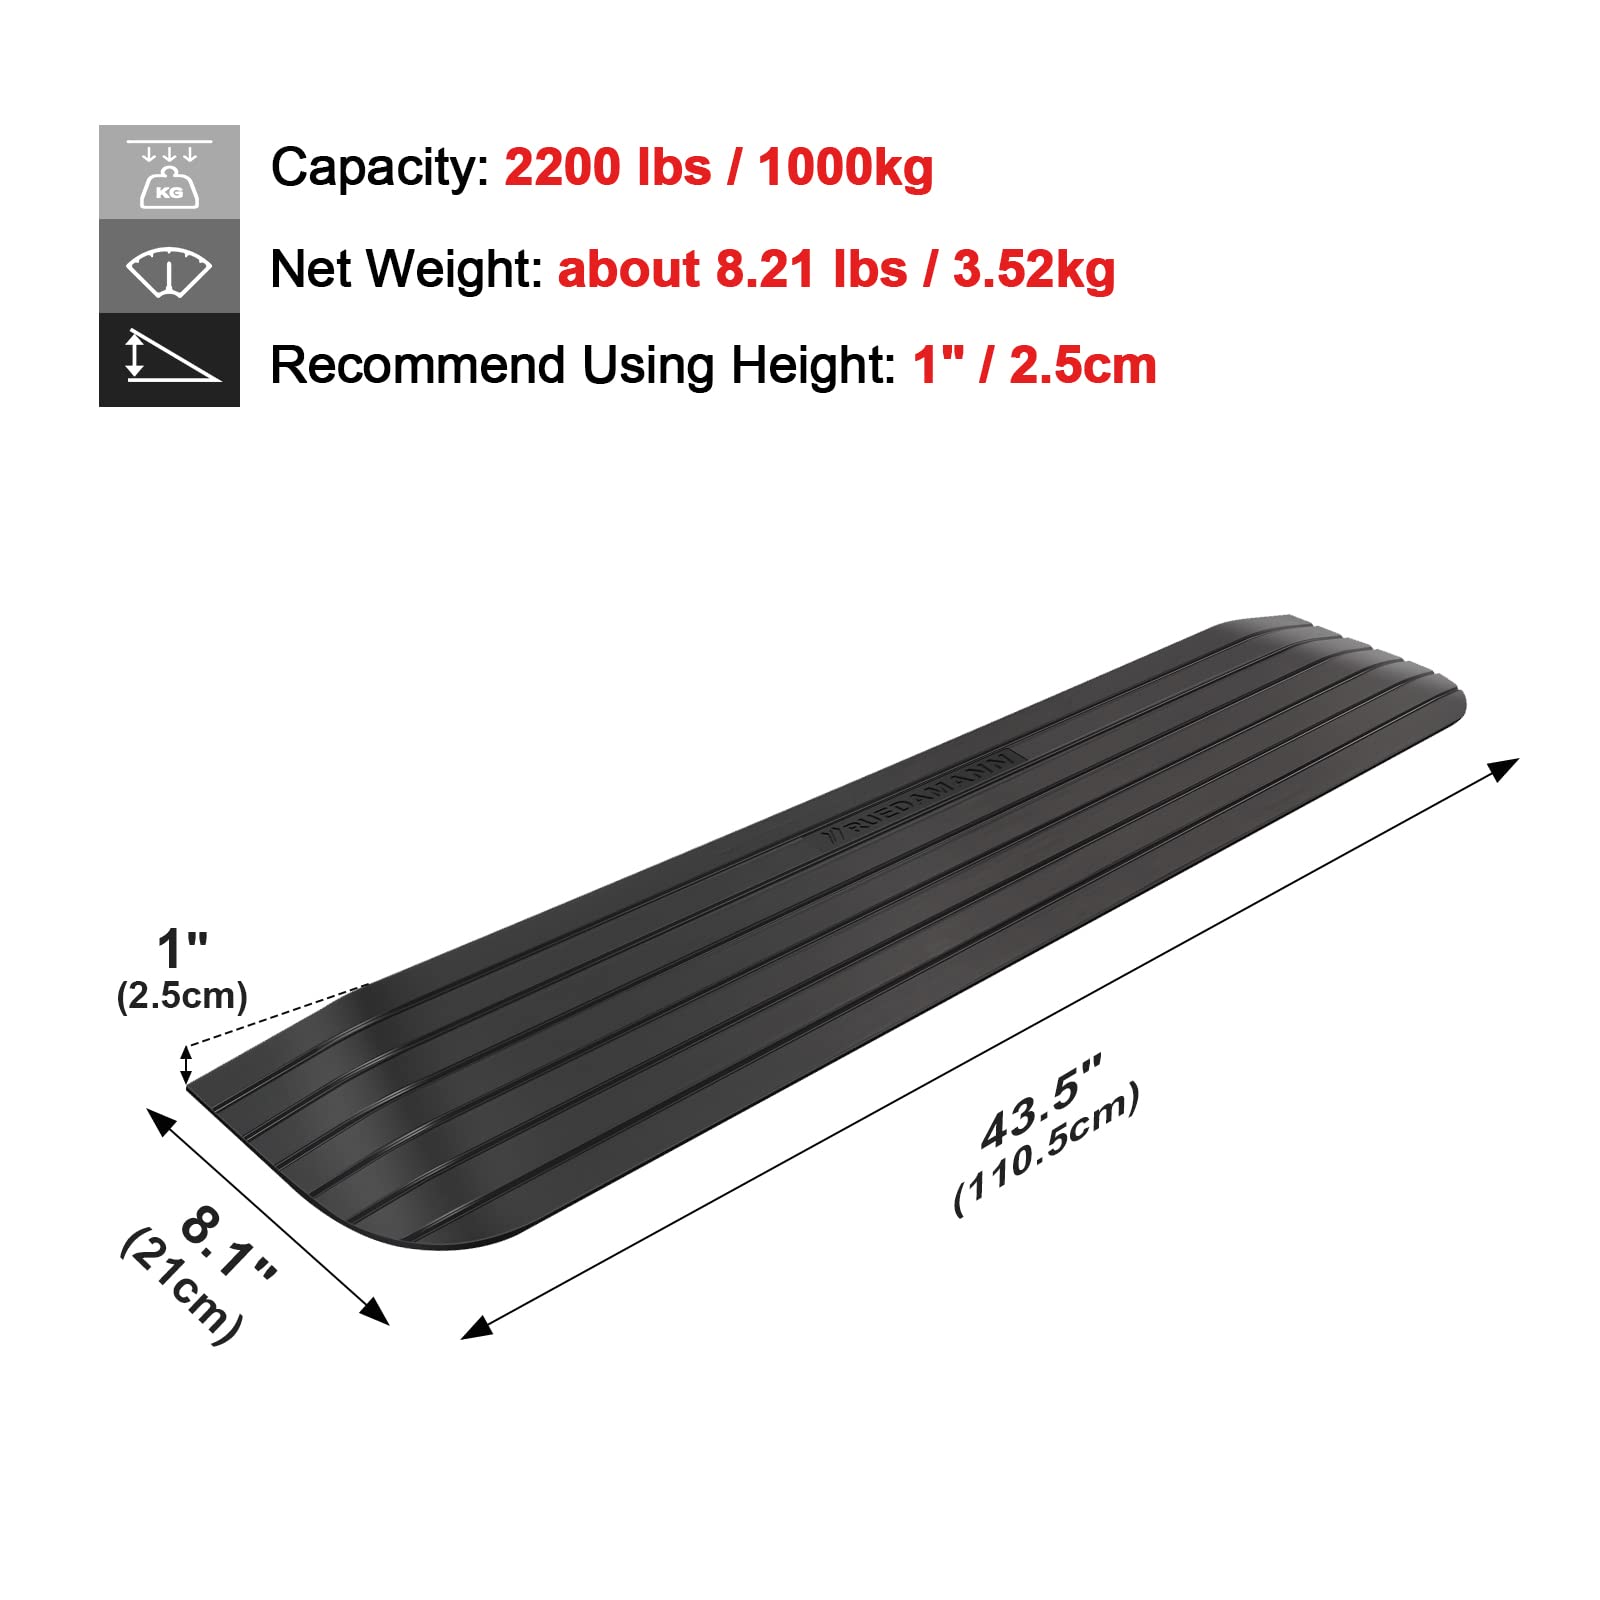 KG
Capacity: 2200 lbs / 1000kg
Net Weight: about 8.21 lbs / 3.52kg
Recommend Using Height: 1" / 2.5cm
RUEDAMANN
1"
(2.5cm)
43.5"
(110.5cm)
8.1"
(21cm)